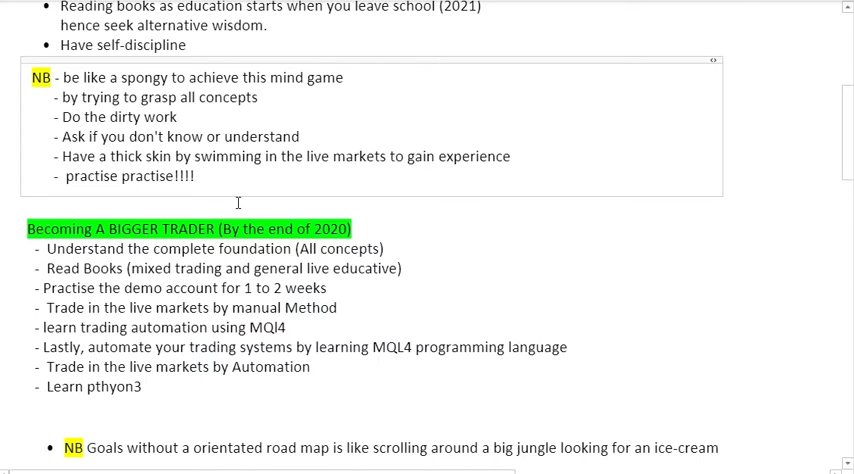 • Reading books as education starts when you leave school (2021)
hence seek alternative wisdom.
• Have self-discipline
NB - be like a spongy to achieve this mind game
- by trying to grasp all concepts
- Do the dirty work
- Ask if you don't know or understand
- Have a thick skin by swimming in the live markets to gain experience
- practise practise!!!!
Becoming A BIGGER TRADER (By the end of 2020)
- Understand the complete foundation (All concepts)
- Read Books (mixed trading and general live educative)
- Practise the demo account for 1 to 2 weeks
- Trade in the live markets by manual Method
- learn trading automation using MQl4
- Lastly, automate your trading systems by learning MQL4 programming language
- Trade in the live markets by Automation
- Learn pthyon3
• NB Goals without a orientated road map is like scrolling around a big jungle looking for an ice-cream